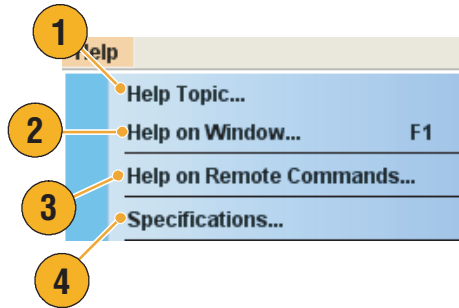 1
Help
Help Topic...
2
Help on Window... F1
Help on Remote Commands...
3
Specifications...
4